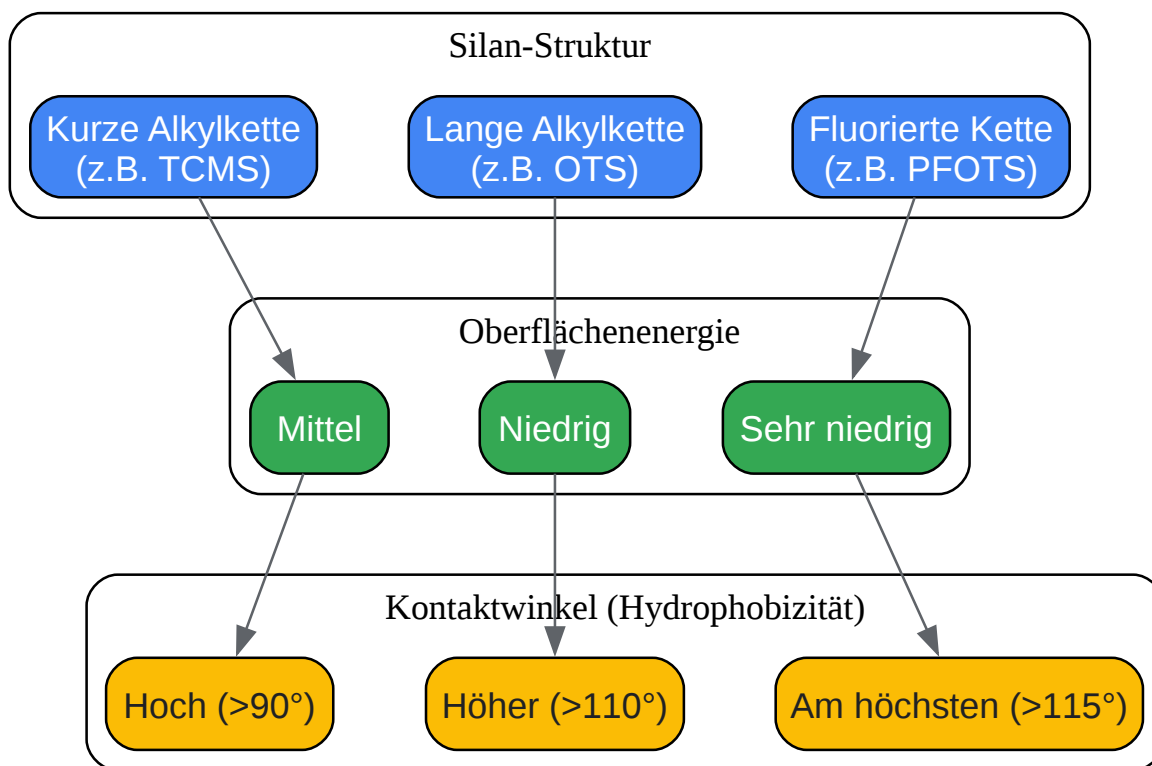 Silan-Struktur
Kurze Alkylkette
(z.B. TCMS)
Lange Alkylkette
(z.B. OTS)
Fluorierte Kette
(z.B. PFOTS)
Oberflächenenergie
Mittel
Niedrig
Sehr niedrig
Kontaktwinkel (Hydrophobizität)
Hoch (>90°)
Höher (>110°)
Am höchsten (>115°)